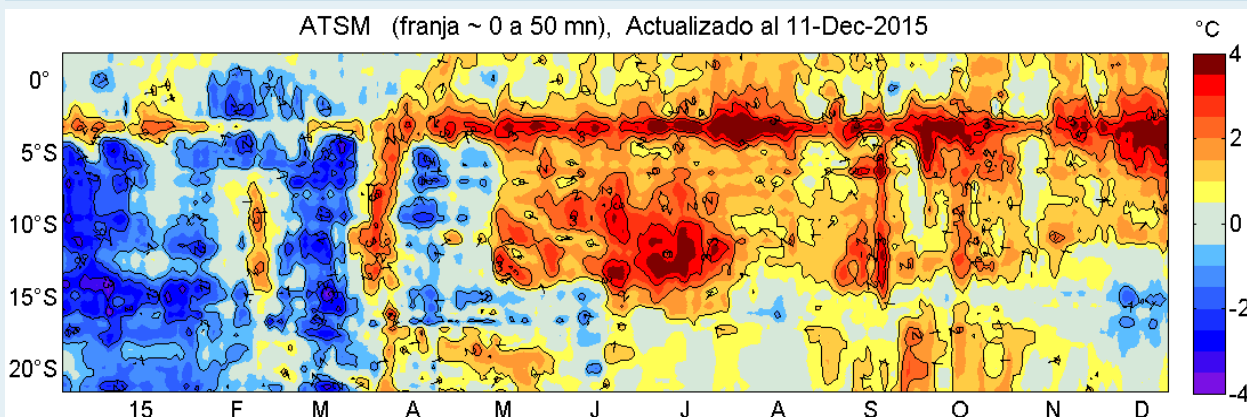 ATSM (franja ~ 0 a 50 mn), Actualizado al 11-Dec-2015
°C
4
2
0
-2
-4
0°
5°S
10°S
15°S
20°S
15 F M A M J J A S O N D